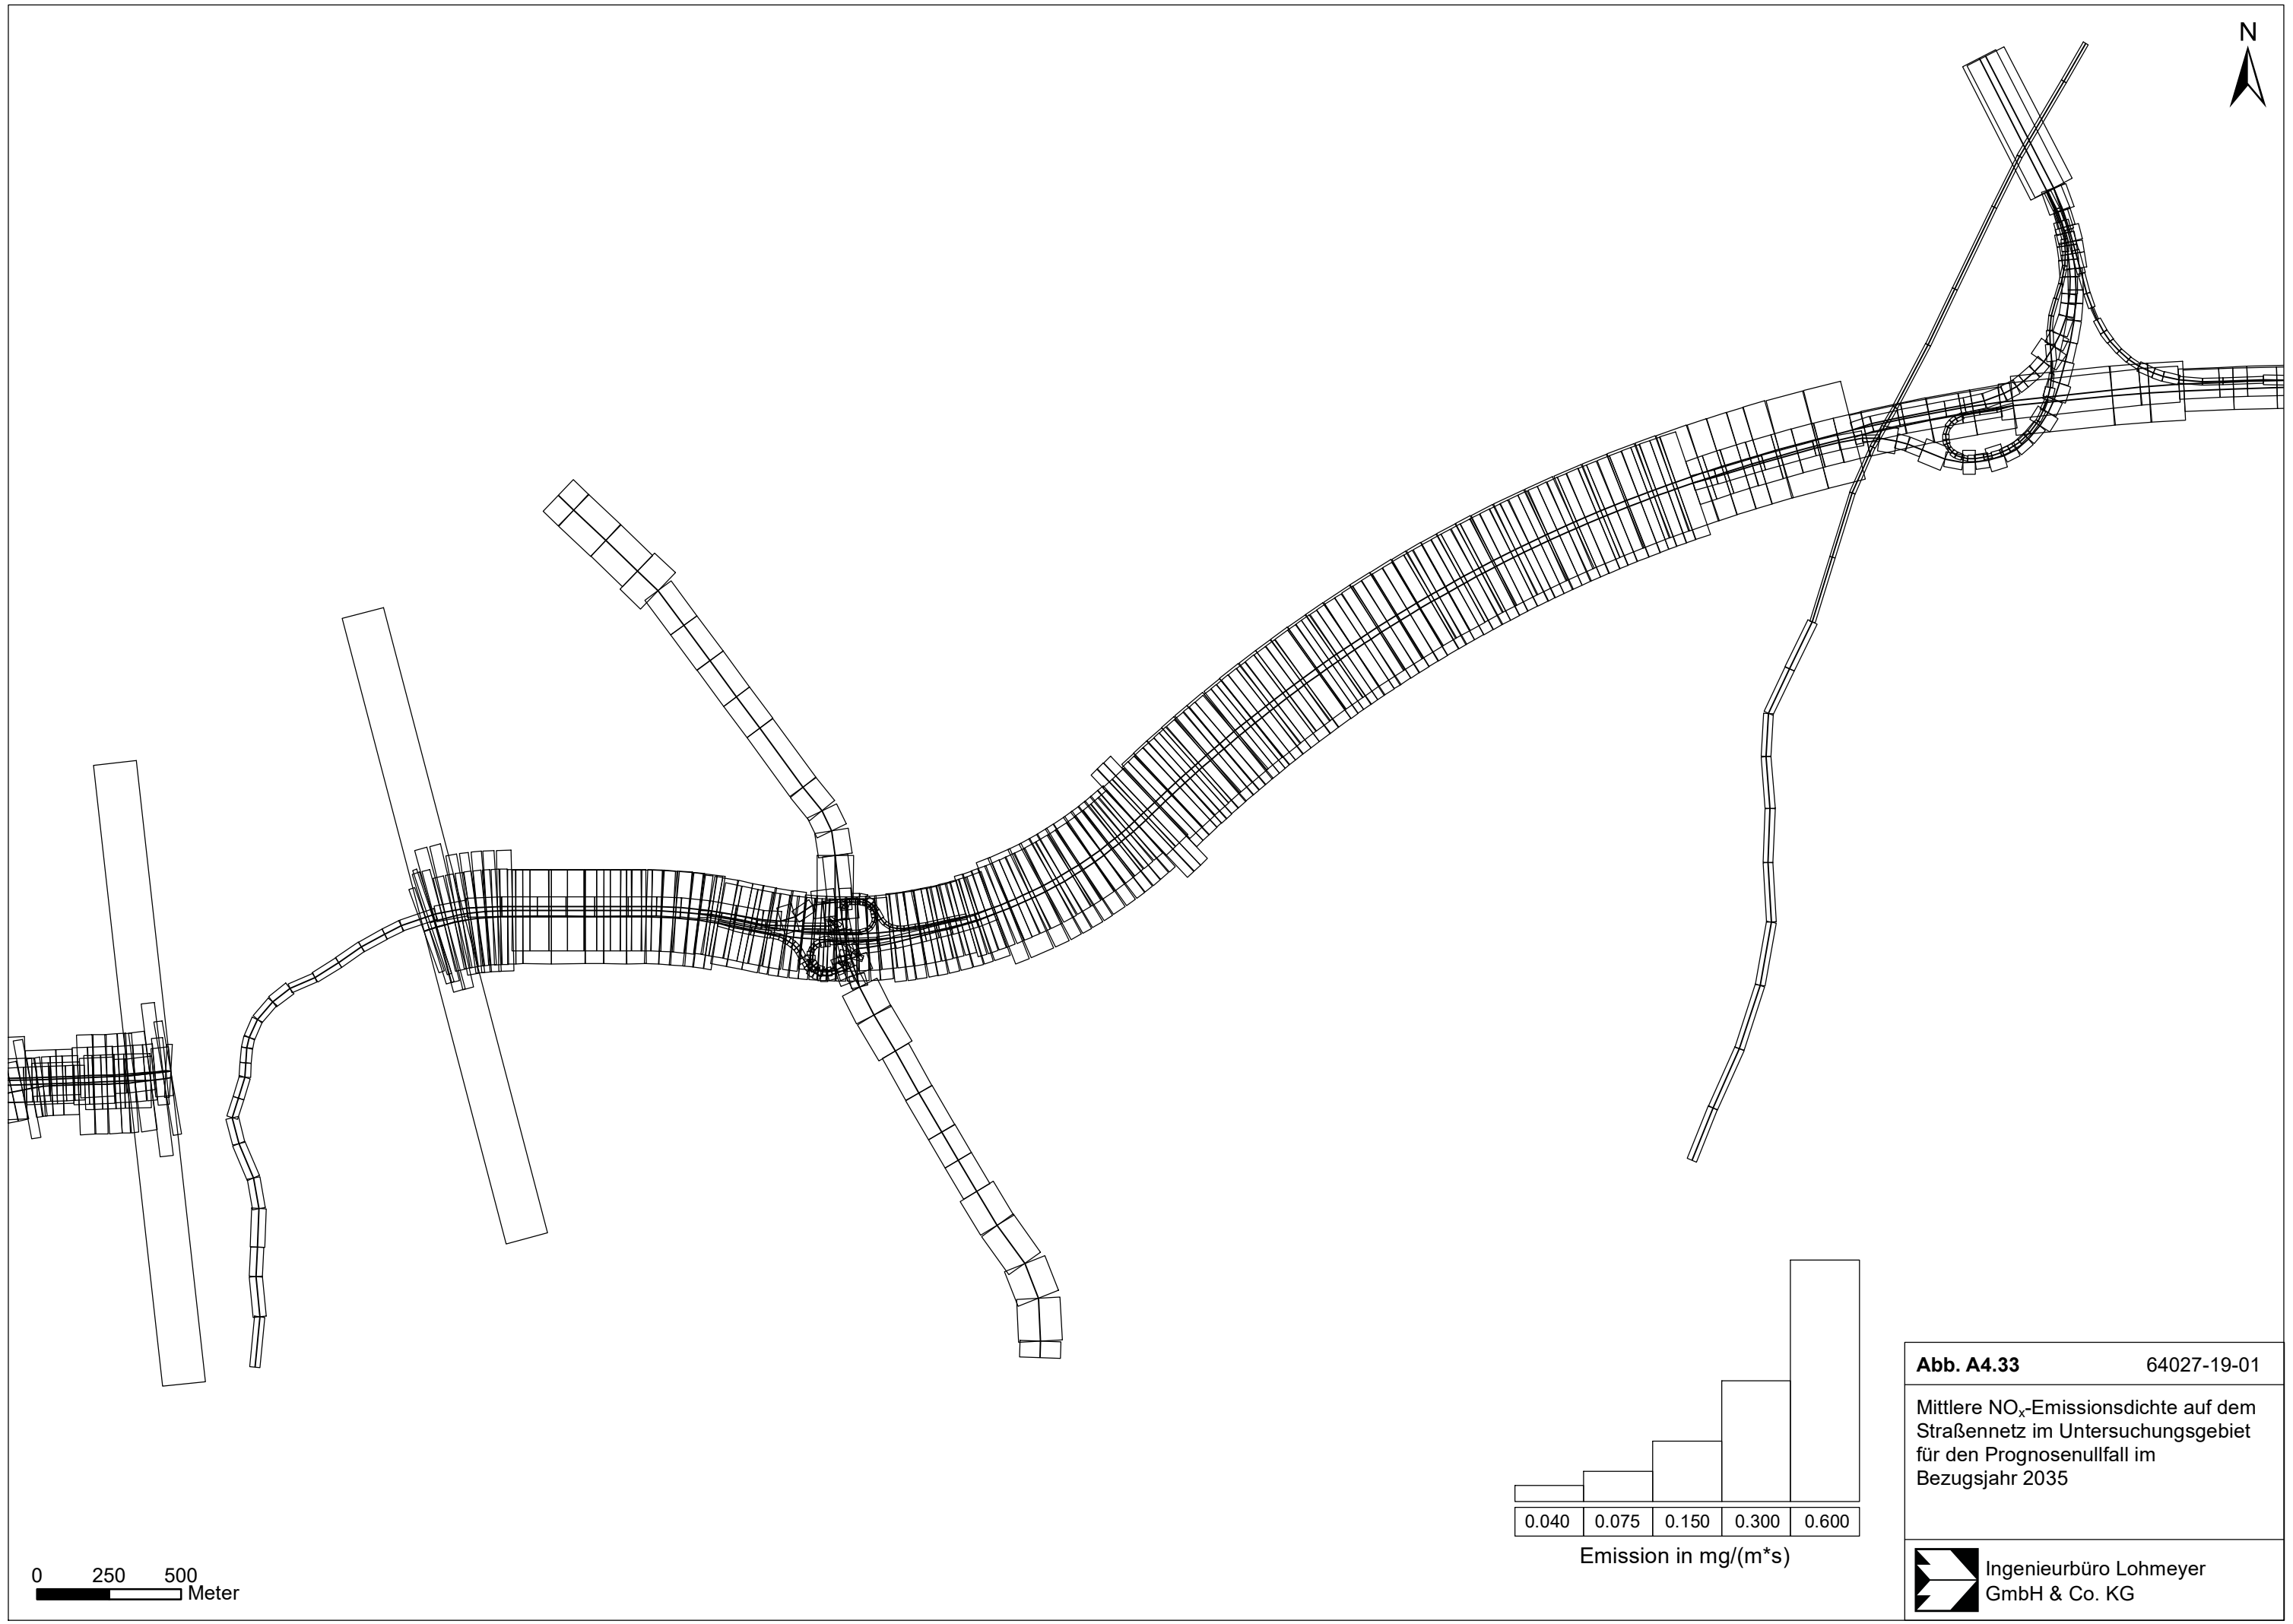 N
0 250 500
Meter
0.040 0.075 0.150 0.300 0.600
Emission in mg/(m*s)
Abb. A4.33 64027-19-01
Mittlere NOx-Emissionsdichte auf dem
Straßennetz im Untersuchungsgebiet
für den Prognosenullfall im
Bezugsjahr 2035
Ingenieurbüro Lohmeyer
GmbH & Co. KG